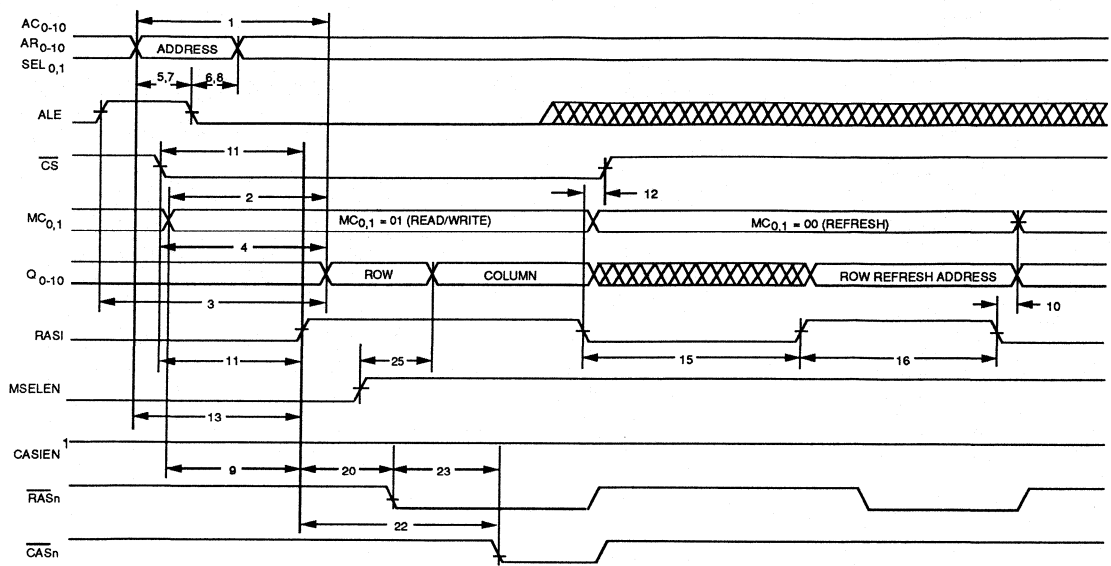 AC0-10
1
AR0-10
ADDRESS
SEL0,1
5,7
6,8
ALE
11
CS
12
2
MC0,1
MC0,1 = 01 (READ/WRITE)
MC0,1 = 00 (REFRESH)
4
Q0-10
ROW
COLUMN
ROW REFRESH ADDRESS
3
10
RASI
11
25
15
16
MSELEN
13
1
CASIEN
9
20
23
RASn
22
CASn